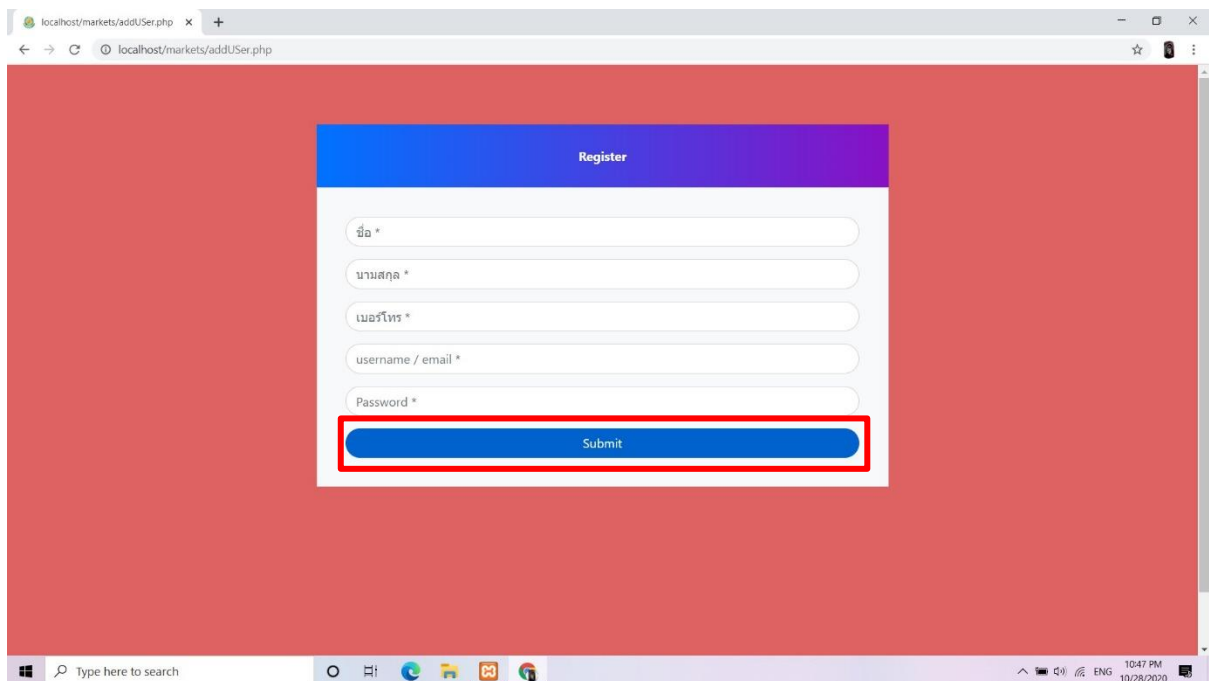 localhost/markets/addUSer.php
localhost/markets/addUSer.php
Register
ชื่อ *
นามสกุล *
เบอร์โทร *
username / email *
Password *
Submit
Type here to search
ENG
10:47 PM
10/28/2020